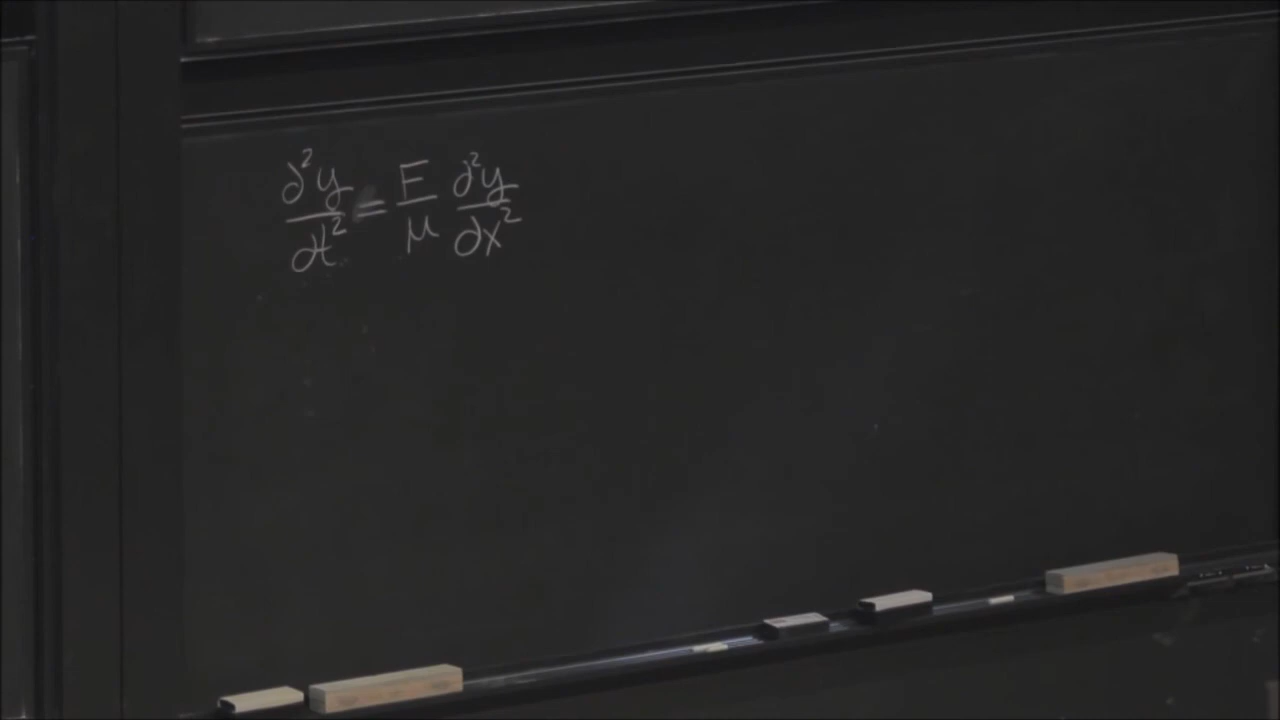 ∂²y/∂t² = F/μ ∂²y/∂x²